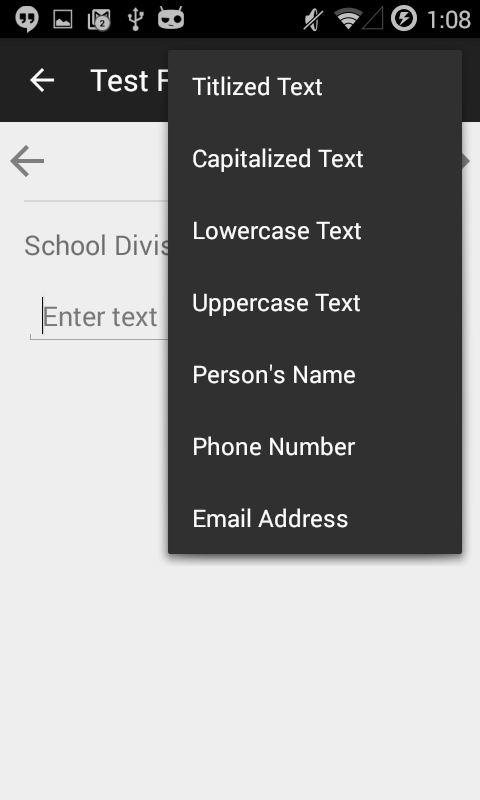 2
1:08
Test F
Titlized Text
Capitalized Text
Lowercase Text
School Divis
Uppercase Text
Enter text
Person's Name
Phone Number
Email Address